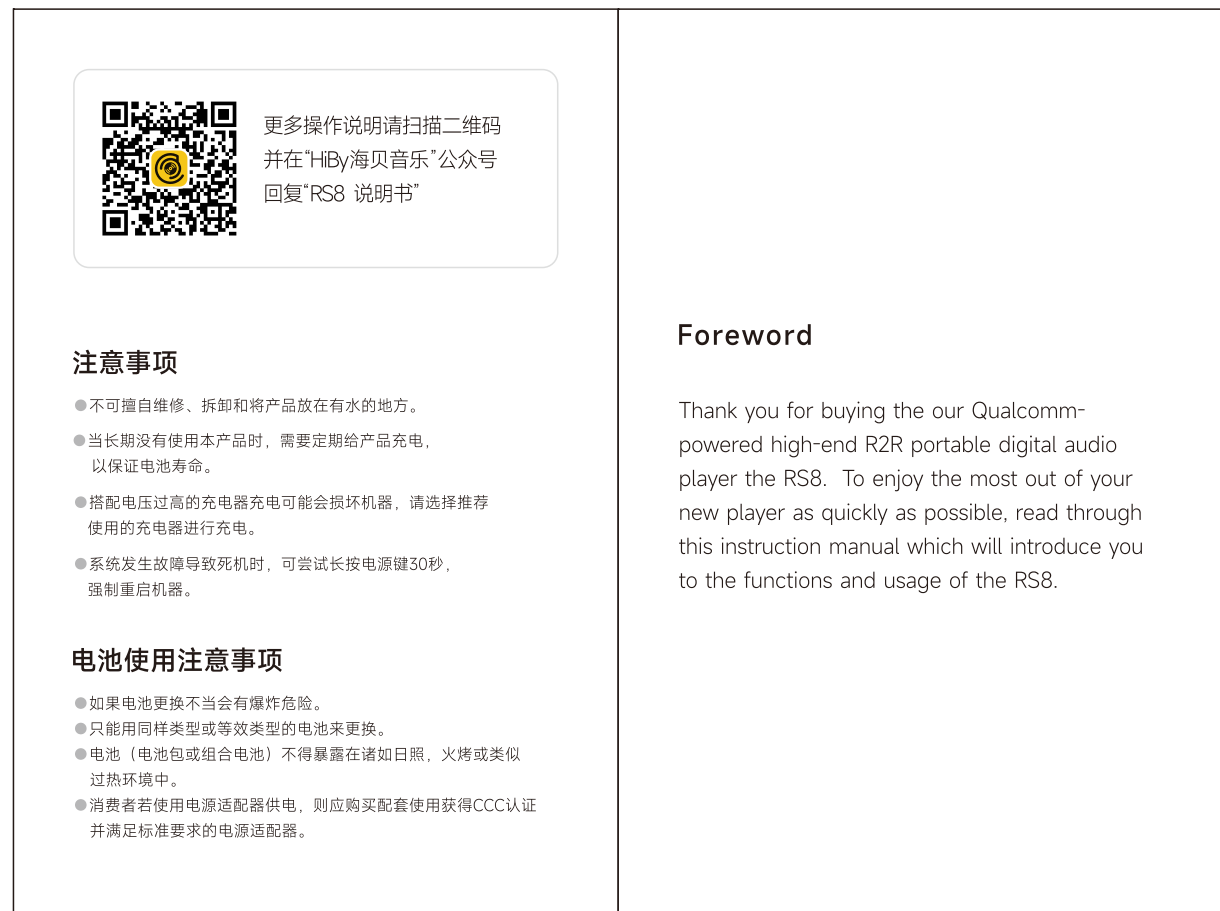 更多操作说明请扫描二维码
并在“HiBy海贝音乐”公众号
回复“RS8 说明书”
注意事项
●不可擅自维修、拆卸和将产品放在有水的地方。
●当长期没有使用本产品时，需要定期给产品充电，
以保证电池寿命。
●搭配电压过高的充电器充电可能会损坏机器，请选择推荐
使用的充电器进行充电。
●系统发生故障导致死机时，可尝试长按电源键30秒，
强制重启机器。
电池使用注意事项
●如果电池更换不当会有爆炸危险。
●只能用同样类型或等效类型的电池来更换。
●电池（电池包或组合电池）不得暴露在诸如日照，火烤或类似
过热环境中。
●消费者若使用电源适配器供电，则应购买配套使用获得CCC认证
并满足标准要求的电源适配器。
Foreword
Thank you for buying the our Qualcomm-
powered high-end R2R portable digital audio
player the RS8.  To enjoy the most out of your
new player as quickly as possible, read through
this instruction manual which will introduce you
to the functions and usage of the RS8.